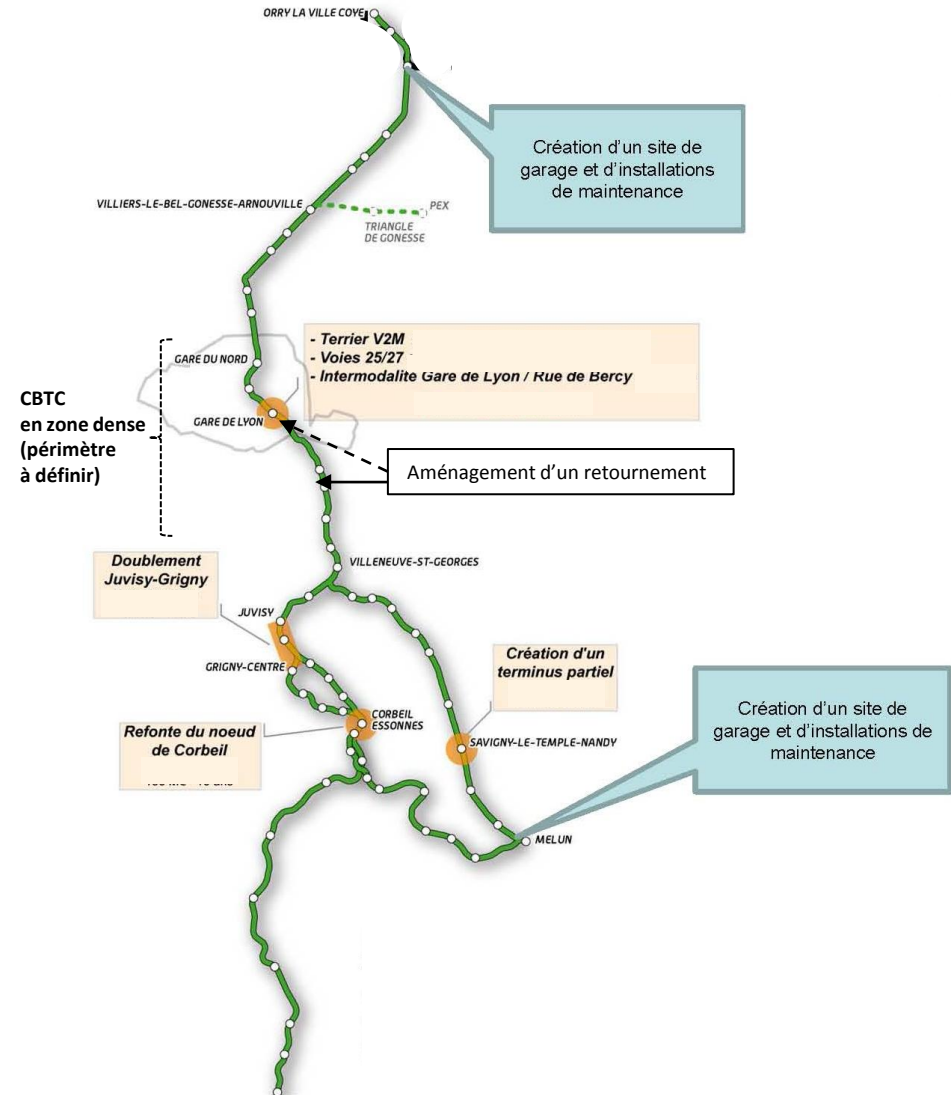 ORRY LA VILLE COYE
Création d'un site de
garage et d'installations
de maintenance
VILLIERS-LE-BEL-GONESSE-ARNOUVILLE
PEX
TRIANGLE
DE GONESSE
- Terrier V2M
- Voies 25/27
- Intermodalite Gare de Lyon / Rue de Bercy
GARE DU NORD
CBTC
en zone dense
(périmètre
à définir)
GARE DE LYON
Aménagement d'un retournement
Doublement
Juvisy-Grigny
VILLENEUVE-ST-GEORGES
JUVISY
GRIGNY-CENTRE
Création d'un
terminus partiel
Création d'un site de
garage et d'installations de
maintenance
CORBEIL
ESSONNES
Refonte du noeud
de Corbeil
SAVIGNY-LE-TEMPLE-NANDY
MELUN